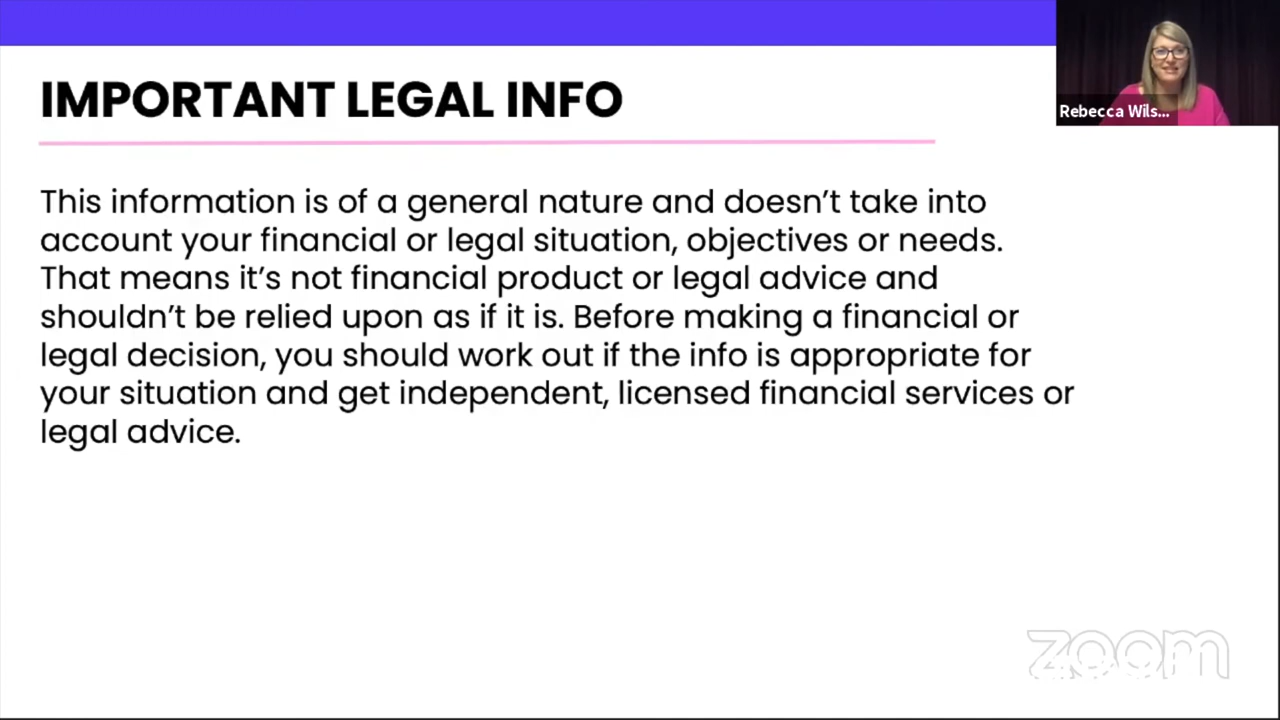 IMPORTANT LEGAL INFO
Rebecca Wils...
This information is of a general nature and doesn’t take into
account your financial or legal situation, objectives or needs.
That means it’s not financial product or legal advice and
shouldn’t be relied upon as if it is. Before making a financial or
legal decision, you should work out if the info is appropriate for
your situation and get independent, licensed financial services or
legal advice.
zoom